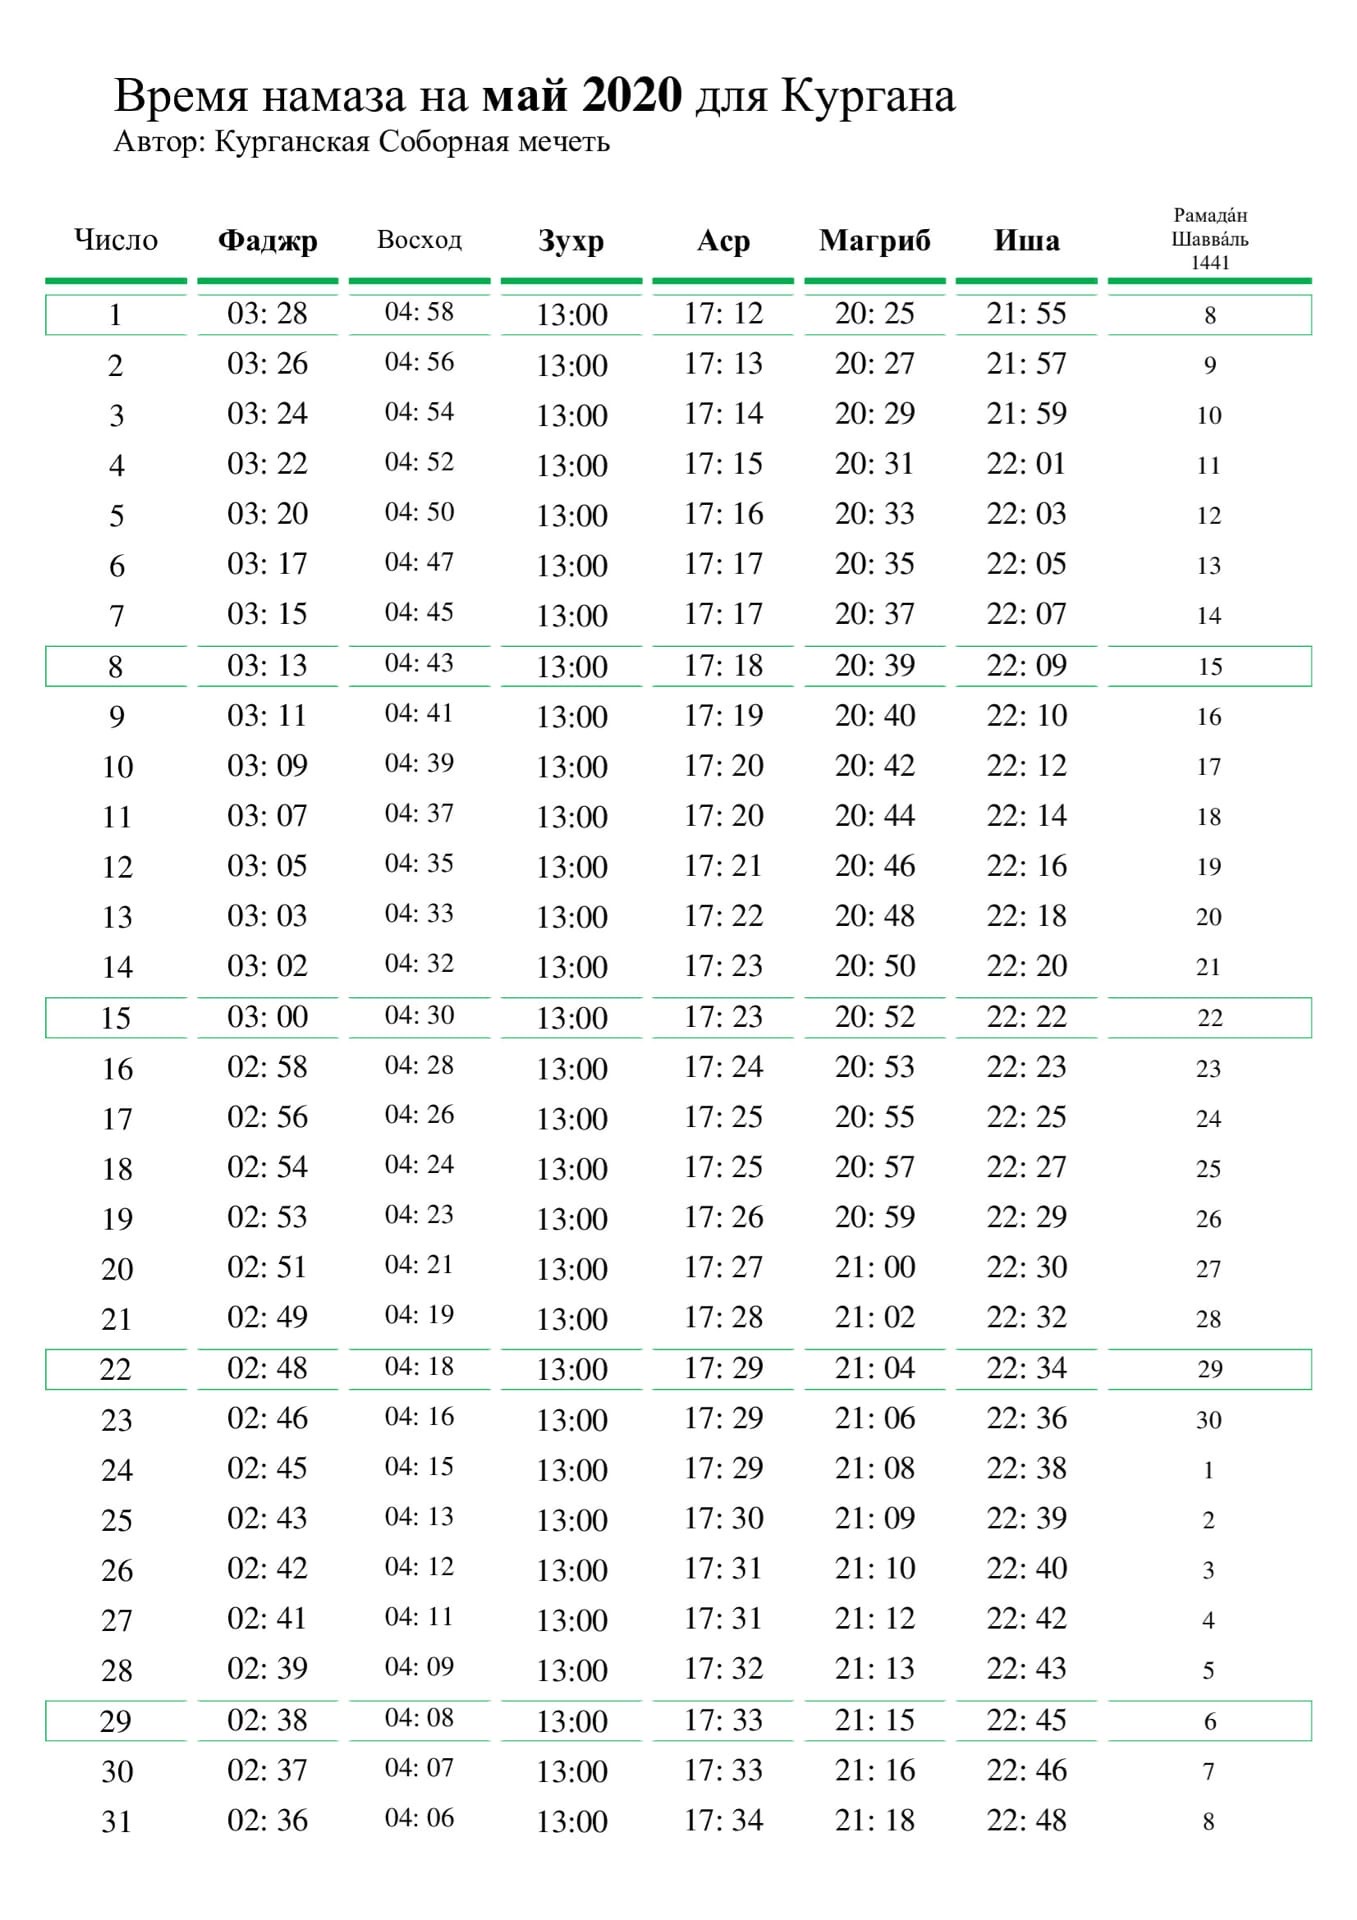 Время намаза на май 2020 для Кургана
Автор: Курганская Соборная мечеть
Число Фаджр Восход Зухр Аср Магриб Иша Рамада́н
Шавва́ль
1441
1 03: 28 04: 58 13:00 17: 12 20: 25 21: 55 8
2 03: 26 04: 56 13:00 17: 13 20: 27 21: 57 9
3 03: 24 04: 54 13:00 17: 14 20: 29 21: 59 10
4 03: 22 04: 52 13:00 17: 15 20: 31 22: 01 11
5 03: 20 04: 50 13:00 17: 16 20: 33 22: 03 12
6 03: 17 04: 47 13:00 17: 17 20: 35 22: 05 13
7 03: 15 04: 45 13:00 17: 17 20: 37 22: 07 14
8 03: 13 04: 43 13:00 17: 18 20: 39 22: 09 15
9 03: 11 04: 41 13:00 17: 19 20: 40 22: 10 16
10 03: 09 04: 39 13:00 17: 20 20: 42 22: 12 17
11 03: 07 04: 37 13:00 17: 20 20: 44 22: 14 18
12 03: 05 04: 35 13:00 17: 21 20: 46 22: 16 19
13 03: 03 04: 33 13:00 17: 22 20: 48 22: 18 20
14 03: 02 04: 32 13:00 17: 23 20: 50 22: 20 21
15 03: 00 04: 30 13:00 17: 23 20: 52 22: 22 22
16 02: 58 04: 28 13:00 17: 24 20: 53 22: 23 23
17 02: 56 04: 26 13:00 17: 25 20: 55 22: 25 24
18 02: 54 04: 24 13:00 17: 25 20: 57 22: 27 25
19 02: 53 04: 23 13:00 17: 26 20: 59 22: 29 26
20 02: 51 04: 21 13:00 17: 27 21: 00 22: 30 27
21 02: 49 04: 19 13:00 17: 28 21: 02 22: 32 28
22 02: 48 04: 18 13:00 17: 29 21: 04 22: 34 29
23 02: 46 04: 16 13:00 17: 29 21: 06 22: 36 30
24 02: 45 04: 15 13:00 17: 29 21: 08 22: 38 1
25 02: 43 04: 13 13:00 17: 30 21: 09 22: 39 2
26 02: 42 04: 12 13:00 17: 31 21: 10 22: 40 3
27 02: 41 04: 11 13:00 17: 31 21: 12 22: 42 4
28 02: 39 04: 09 13:00 17: 32 21: 13 22: 43 5
29 02: 38 04: 08 13:00 17: 33 21: 15 22: 45 6
30 02: 37 04: 07 13:00 17: 33 21: 16 22: 46 7
31 02: 36 04: 06 13:00 17: 34 21: 18 22: 48 8